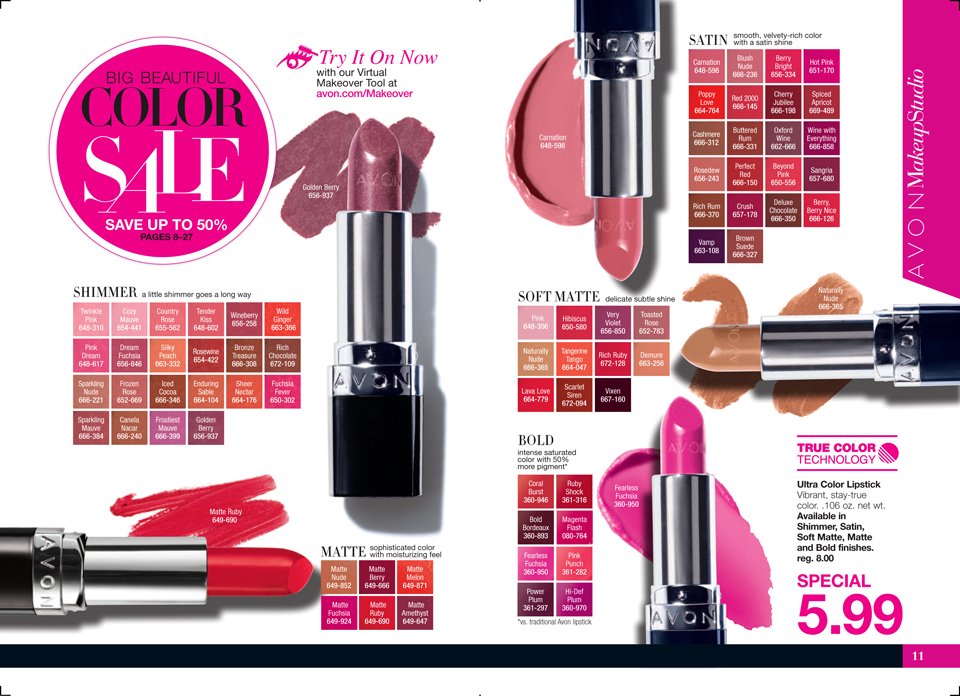 BIG BEAUTIFUL
COLOR
SALE
SAVE UP TO 50%
PAGES 8–27
Try It On Now
with our Virtual
Makeover Tool at
avon.com/Makeover
Golden Berry
656-937
AVON
AVON
SHIMMER a little shimmer goes a long way
Twinkle Pink 648-310
Cozy Mauve 654-441
Country Rose 655-562
Tender Kiss 648-602
Wineberry 656-258
Wild Ginger 663-366
Pink Dream 648-617
Dream Fuchsia 656-846
Silky Peach 663-332
Rosewine 654-422
Bronze Treasure 666-308
Rich Chocolate 672-109
Sparkling Nude 666-221
Frozen Rose 652-669
Iced Cocoa 666-346
Enduring Sable 664-104
Sheer Nectar 664-176
Fuchsia Fever 650-302
Sparkling Mauve 666-384
Canela Nacar 666-240
Frostiest Mauve 666-399
Golden Berry 656-937
Matte Ruby
649-690
AVON
MATTE sophisticated color
with moisturizing feel
Matte Nude 649-852
Matte Berry 649-666
Matte Melon 649-871
Matte Fuchsia 649-924
Matte Ruby 649-690
Matte Amethyst 649-647
AVON
AVON
Carnation
648-598
SATIN smooth, velvety-rich color
with a satin shine
Carnation 648-598
Blush Nude 666-236
Berry Bright 656-334
Hot Pink 651-170
Poppy Love 664-764
Red 2000 666-145
Cherry Jubilee 666-198
Spiced Apricot 669-489
Cashmere 666-312
Buttered Rum 666-331
Oxford Wine 662-666
Wine with Everything 666-858
Rosedew 656-243
Perfect Red 666-150
Beyond Pink 650-556
Sangria 657-680
Rich Rum 666-370
Crush 657-178
Deluxe Chocolate 666-350
Berry, Berry Nice 666-126
Vamp 663-108
Brown Suede 666-327
AVON MakeupStudio
SOFT MATTE delicate subtle shine
Pink 648-306
Hibiscus 650-580
Very Violet 656-850
Toasted Rose 652-783
Naturally Nude 666-365
Tangerine Tango 664-047
Rich Ruby 672-128
Demure 663-256
Lava Love 664-779
Scarlet Siren 672-094
Vixen 667-160
Naturally
Nude
666-365
AVON
AVON
BOLD
intense saturated
color with 50%
more pigment*
Coral Burst 360-946
Ruby Shock 361-316
Bold Bordeaux 360-893
Magenta Flash 080-764
Fearless Fuchsia 360-950
Pink Punch 361-282
Power Plum 361-297
Hi-Def Plum 360-970
*vs. traditional Avon lipstick
Fearless
Fuchsia
360-950
AVON
AVON
TRUE COLOR
TECHNOLOGY
Ultra Color Lipstick
Vibrant, stay-true
color. .106 oz. net wt.
Available in
Shimmer, Satin,
Soft Matte, Matte
and Bold finishes.
reg. 8.00
SPECIAL
5.99
11